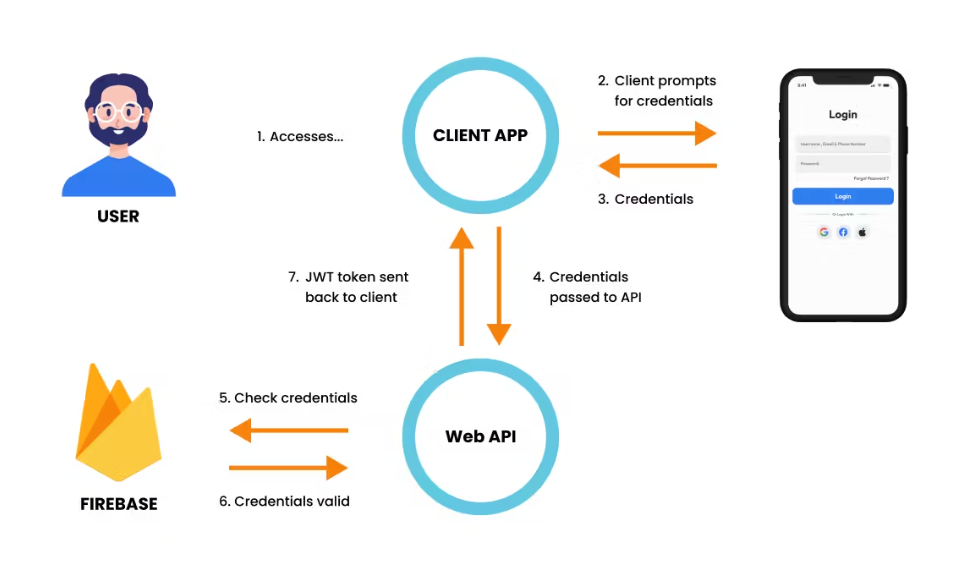 2. Client prompts
for credentials
1. Accesses...
CLIENT APP
3. Credentials
USER
7. JWT token sent
back to client
4. Credentials
passed to API
5. Check credentials
Web API
6. Credentials valid
FIREBASE
Login
Password
Forgot Password ?
Login